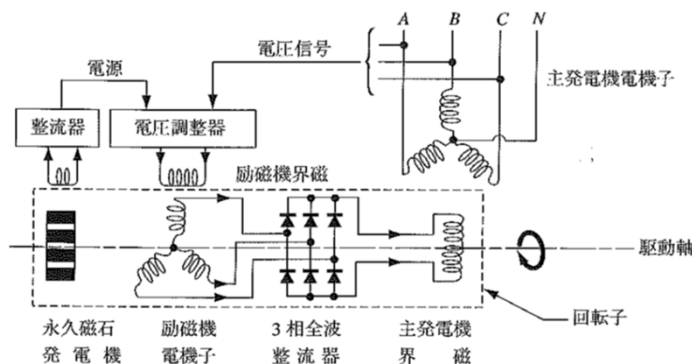 A B C N
電圧信号
電源
主発電機電機子
整流器
電圧調整器
励磁機界磁
駆動軸
回転子
永久磁石 励磁機 3相全波 主発電機
発電機 電機子 整流器 界磁